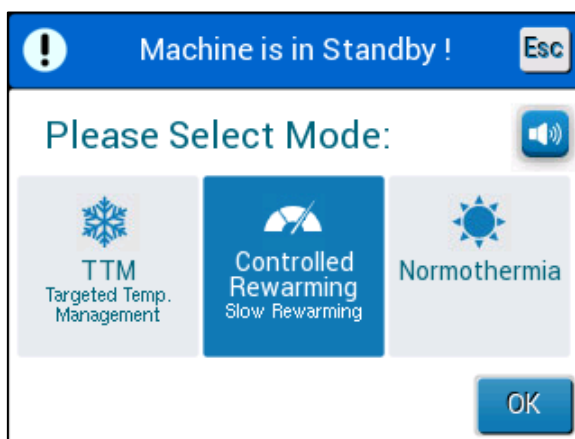 Machine is in Standby !
Esc
Please Select Mode:
TTM
Targeted Temp.
Management
Controlled
Rewarming
Slow Rewarming
Normothermia
OK